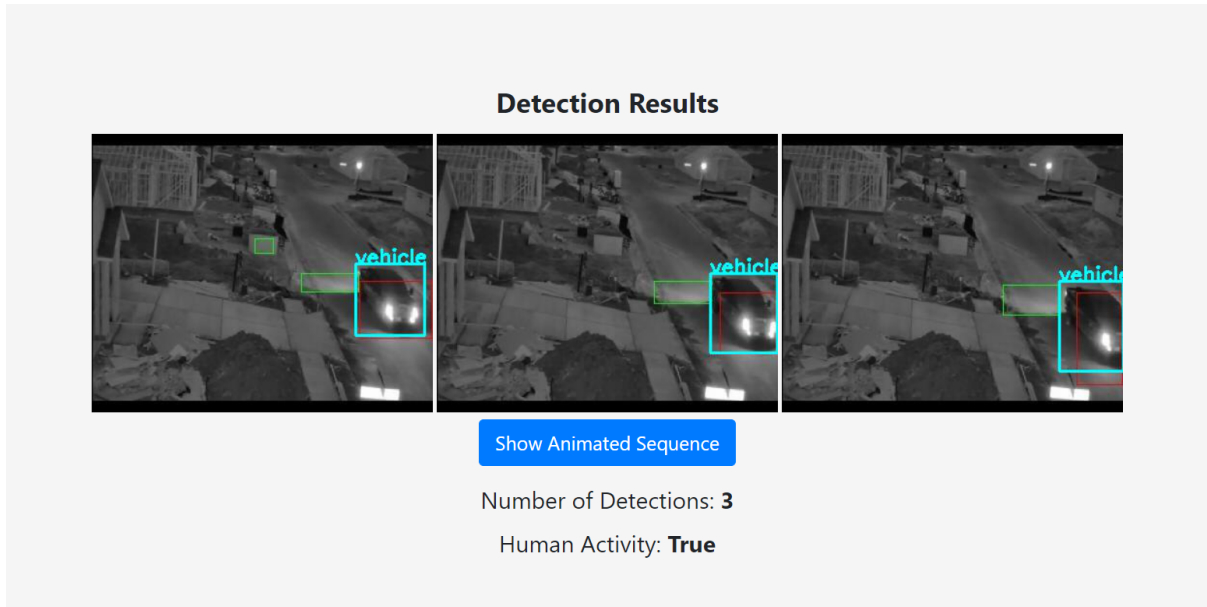 Detection Results
vehicle
vehicle
vehicle
Show Animated Sequence
Number of Detections: 3
Human Activity: True